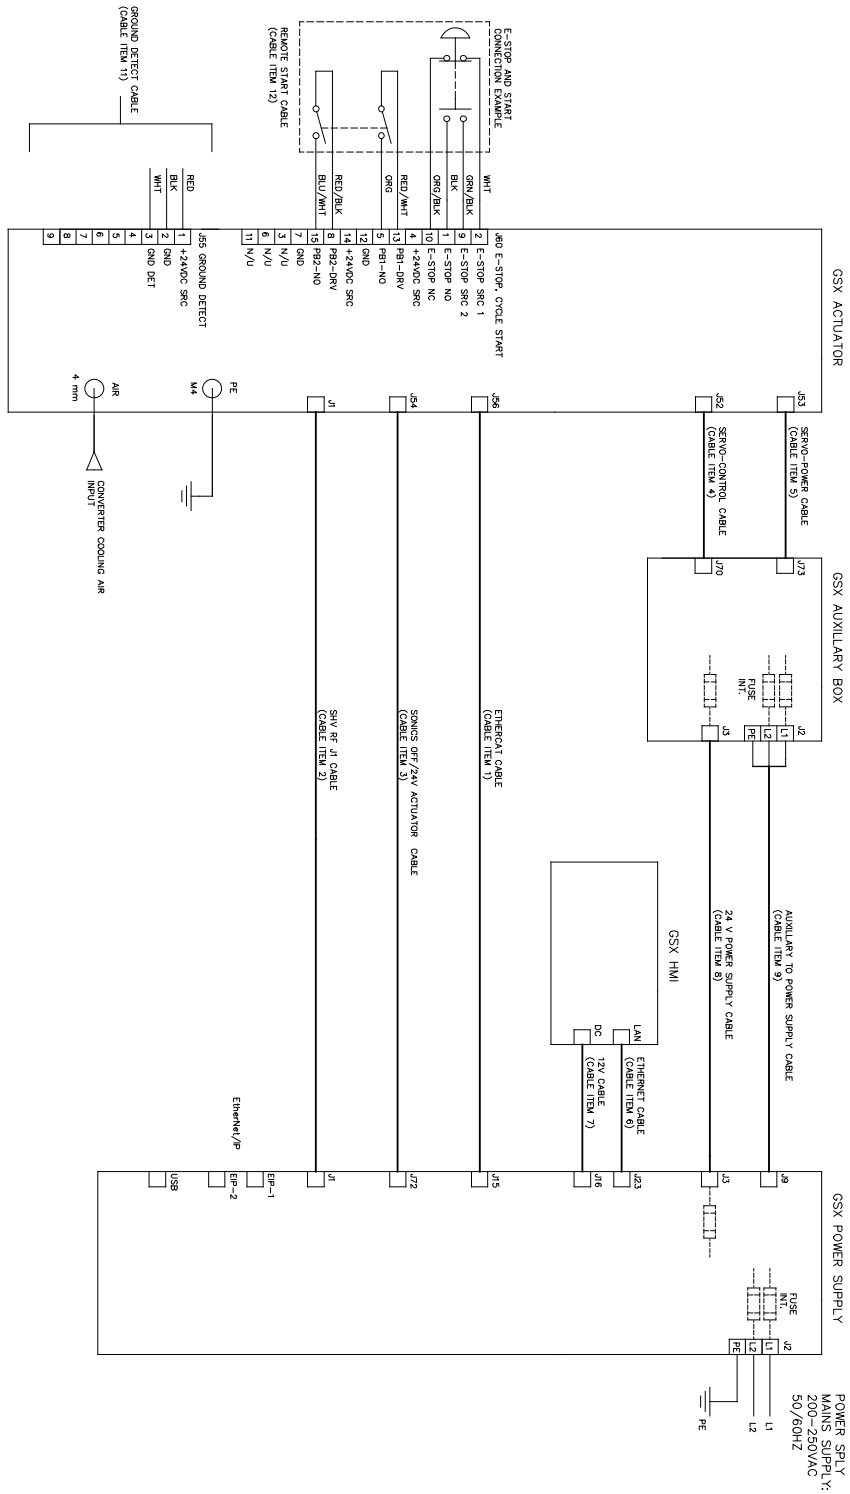 GROUND DETECT CABLE
(CABLE ITEM 11)
REMOTE START CABLE
(CABLE ITEM 12)
E-STOP AND START
CONNECTION EXAMPLE
RED
BLK
WHT
BLU/WHT
RED/BLK
ORG
RED/WHT
ORG/BLK
BLK
GRN/BLK
WHT
GSX ACTUATOR
J60 E-STOP, CYCLE START
2 E-STOP SRC 1
9 E-STOP SRC 2
1 E-STOP NO
10 E-STOP NC
4 +24VDC SRC
13 PB1-DRV
5 PB1-NO
12 GND
14 +24VDC SRC
8 PB2-DRV
15 PB2-NO
7 GND
3 N/U
6 N/U
11 N/U
J55 GROUND DETECT
1 +24VDC SRC
2 GND
3 GND DET
4
5
6
7
8
9
AIR
4 mm
PE
M4
J1
J54
J56
J52
J53
CONVERTER COOLING AIR
INPUT
SERVO-CONTROL CABLE
(CABLE ITEM 4)
SERVO-POWER CABLE
(CABLE ITEM 5)
GSX AUXILLARY BOX
J70
J73
FUSE
INT.
J3
J2
L1
L2
PE
SHV RF J1 CABLE
(CABLE ITEM 2)
SONICS OFF/24V ACTUATOR CABLE
(CABLE ITEM 3)
ETHERCAT CABLE
(CABLE ITEM 1)
GSX HMI
DC
LAN
24 V POWER SUPPLY CABLE
(CABLE ITEM 8)
AUXILLARY TO POWER SUPPLY CABLE
(CABLE ITEM 9)
12V CABLE
(CABLE ITEM 7)
ETHERNET CABLE
(CABLE ITEM 6)
EtherNet/IP
USB
EIP-2
EIP-1
J1
J72
J15
J16
J23
J3
J9
GSX POWER SUPPLY
FUSE
INT.
J2
L1
L2
PE
PE
L2
L1
POWER SPLY
MAINS SUPPLY:
200-250VAC
50/60HZ